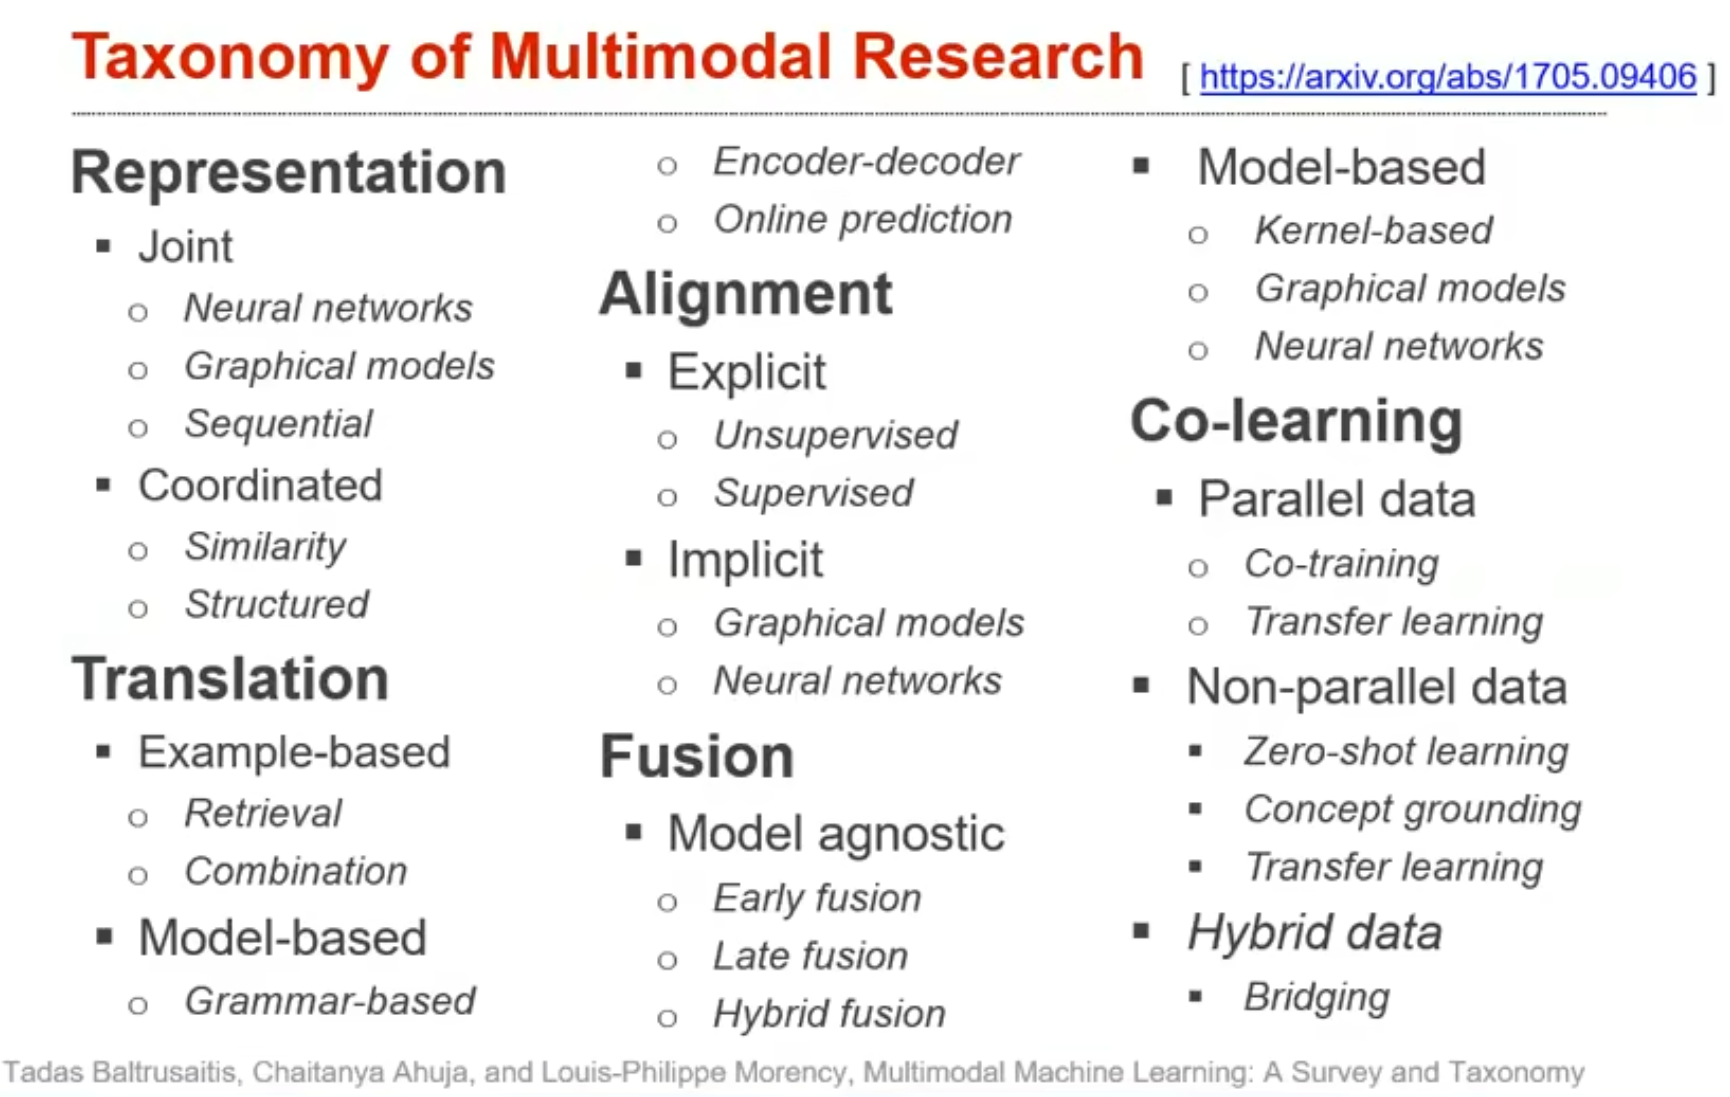 Taxonomy of Multimodal Research [ https://arxiv.org/abs/1705.09406 ]
Representation
▪ Joint
o Neural networks
o Graphical models
o Sequential
▪ Coordinated
o Similarity
o Structured
Translation
▪ Example-based
o Retrieval
o Combination
▪ Model-based
o Grammar-based
o Encoder-decoder
o Online prediction
Alignment
▪ Explicit
o Unsupervised
o Supervised
▪ Implicit
o Graphical models
o Neural networks
Fusion
▪ Model agnostic
o Early fusion
o Late fusion
o Hybrid fusion
▪ Model-based
o Kernel-based
o Graphical models
o Neural networks
Co-learning
▪ Parallel data
o Co-training
o Transfer learning
▪ Non-parallel data
▪ Zero-shot learning
▪ Concept grounding
▪ Transfer learning
▪ Hybrid data
▪ Bridging
Tadas Baltrusaitis, Chaitanya Ahuja, and Louis-Philippe Morency, Multimodal Machine Learning: A Survey and Taxonomy